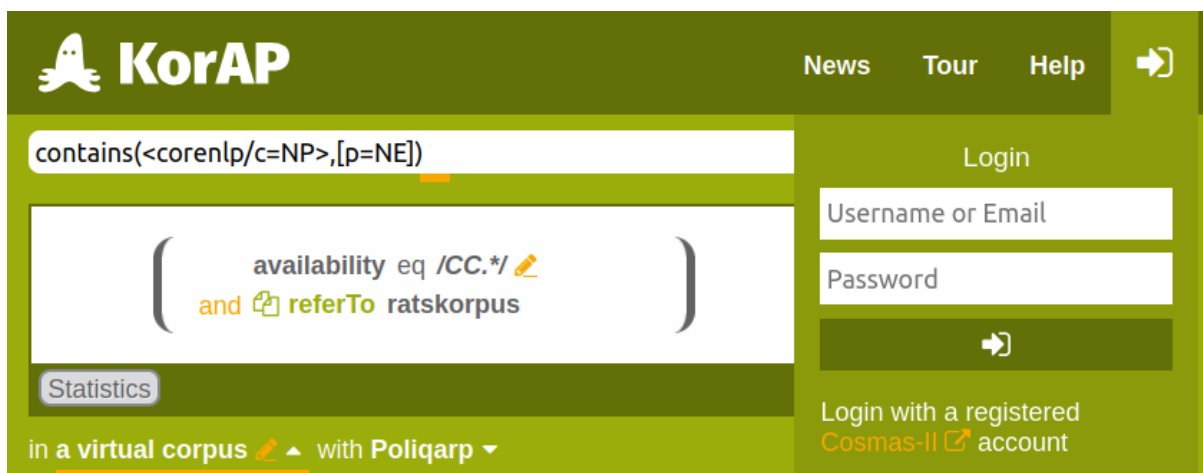 KorAP
News Tour Help
contains(<corenlp/c=NP>,[p=NE])
Login
Username or Email
Password
availability eq /CC.*/
and referTo ratskorpus
Statistics
in a virtual corpus with Poliqarp
Login with a registered
Cosmas-II account